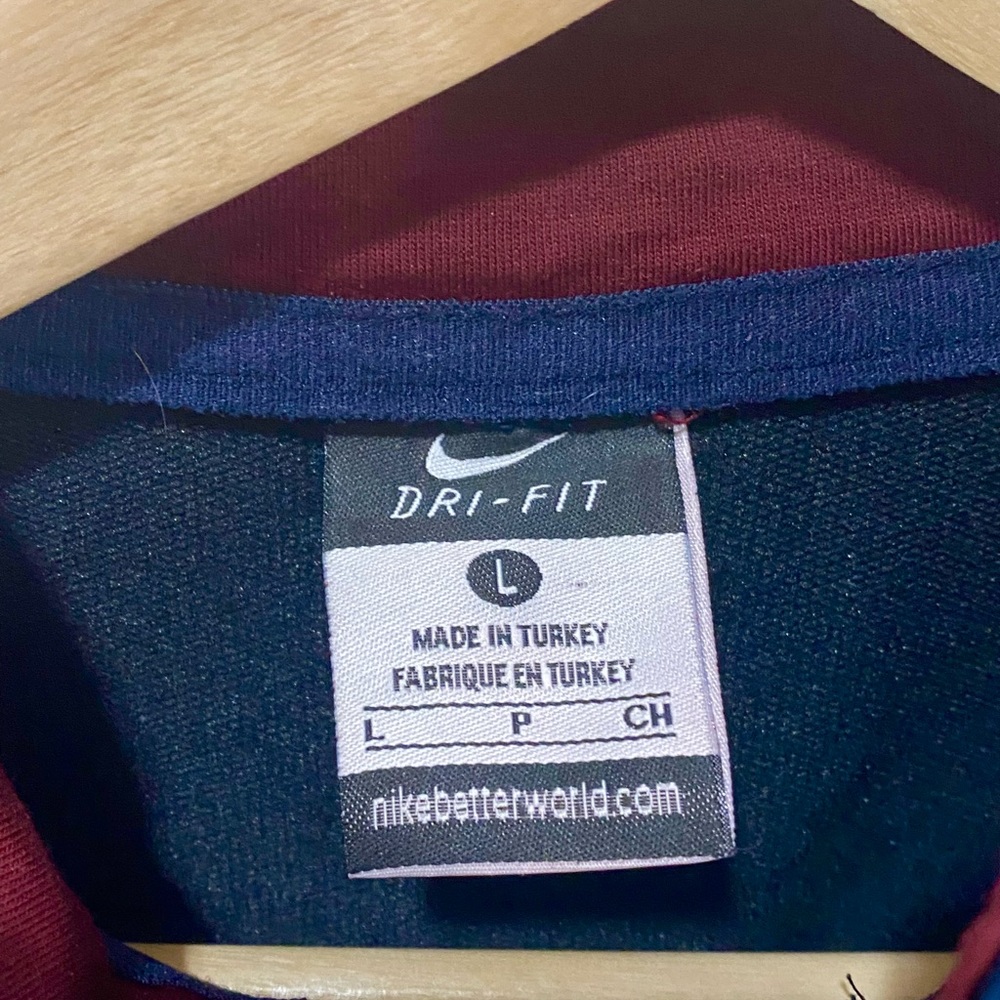 DRI-FIT
L
MADE IN TURKEY
FABRIQUE EN TURKEY
L P CH
nikebetterworld.com